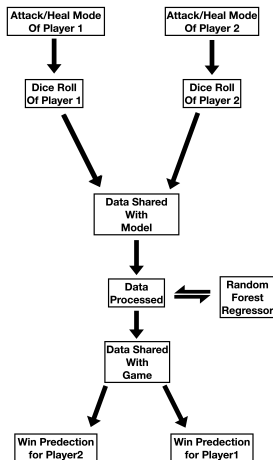 Attack/Heal Mode
Of Player 1
Attack/Heal Mode
Of Player 2
Dice Roll
Of Player 1
Dice Roll
Of Player 2
Data Shared
With
Model
Data
Processed
Random
Forest
Regressor
Data Shared
With
Game
Win Predection
for Player2
Win Predection
for Player1